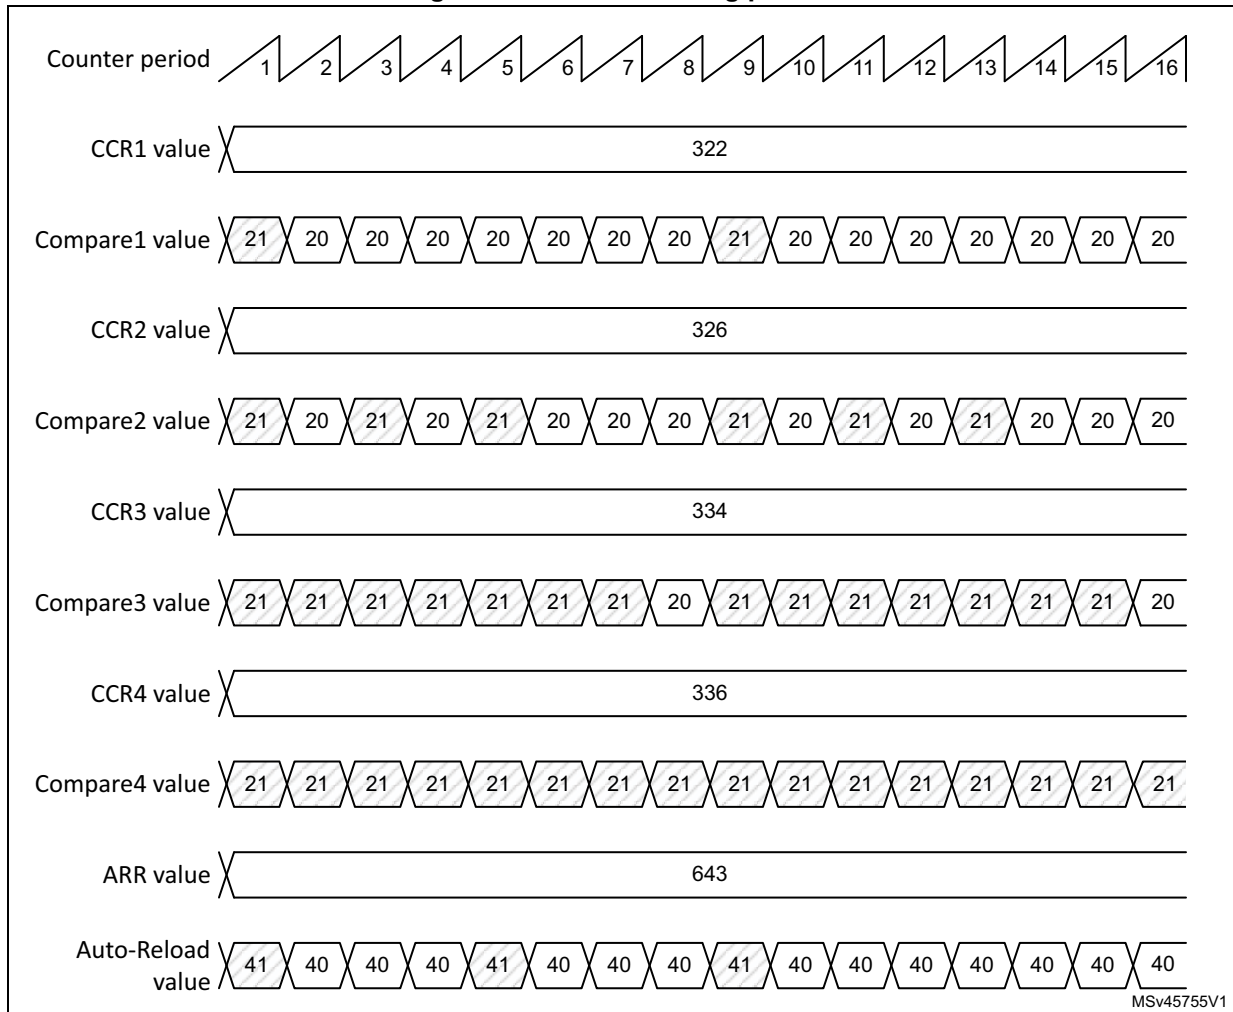 Counter period 1 2 3 4 5 6 7 8 9 10 11 12 13 14 15 16
CCR1 value 322
Compare1 value 21 20 20 20 20 20 20 20 21 20 20 20 20 20 20 20
CCR2 value 326
Compare2 value 21 20 21 20 21 20 20 20 21 20 21 20 21 20 20 20
CCR3 value 334
Compare3 value 21 21 21 21 21 21 21 20 21 21 21 21 21 21 21 20
CCR4 value 336
Compare4 value 21 21 21 21 21 21 21 21 21 21 21 21 21 21 21 21
ARR value 643
Auto-Reload
value 41 40 40 40 41 40 40 40 41 40 40 40 40 40 40 40
MSv45755V1